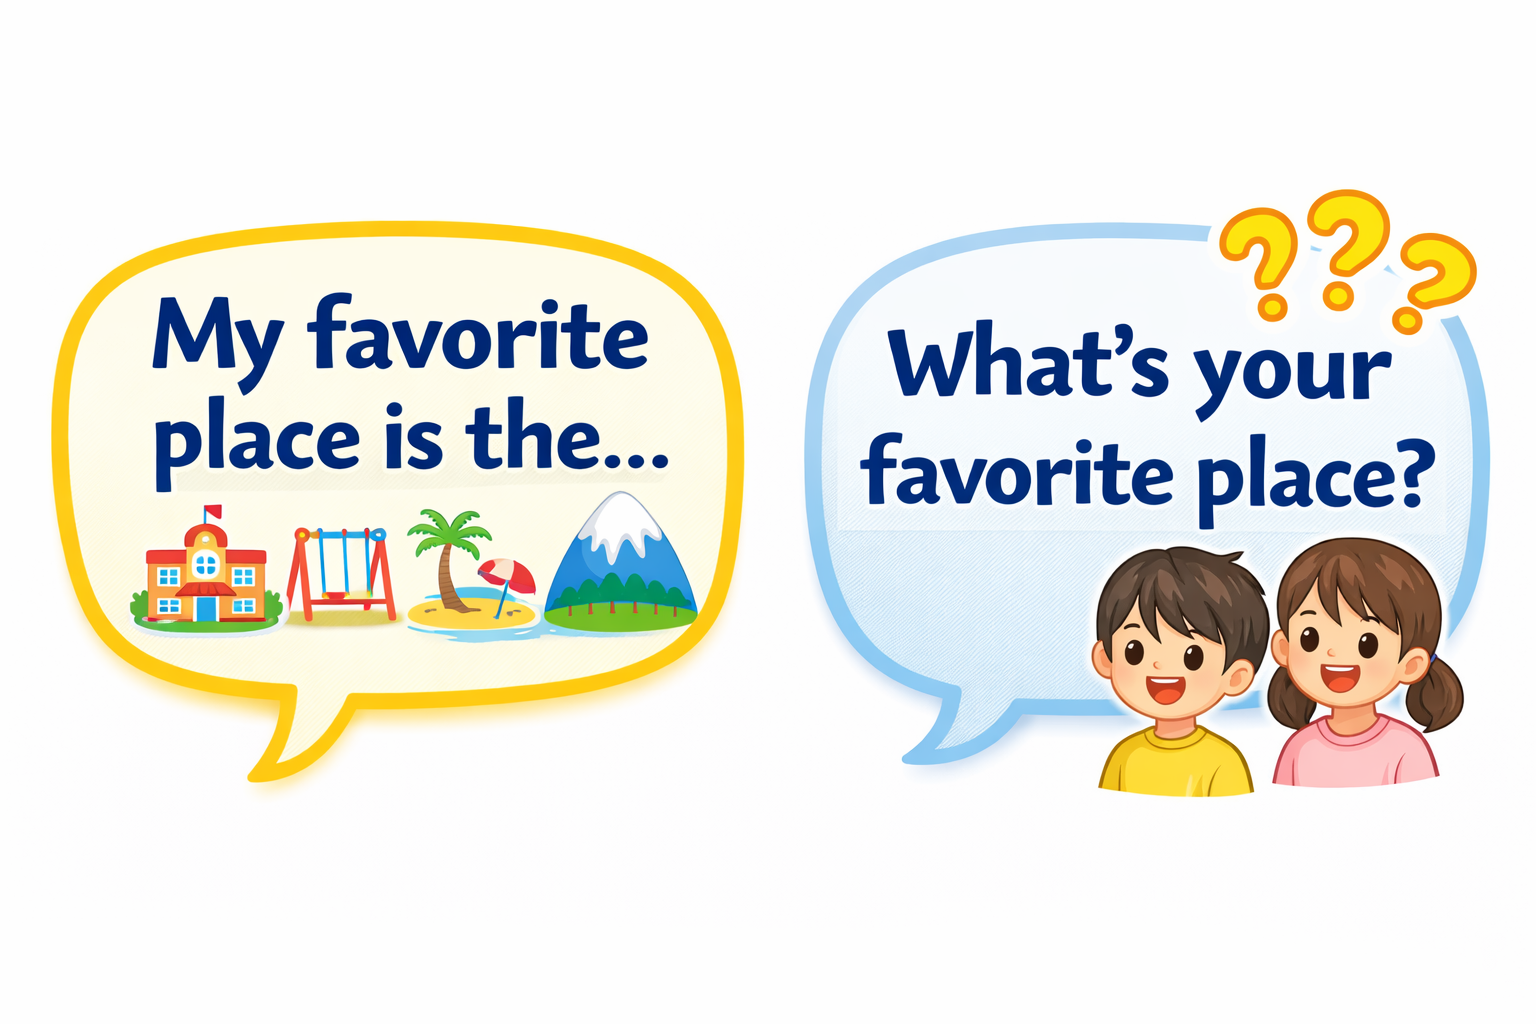 My favorite
place is the...
???
What's your
favorite place?